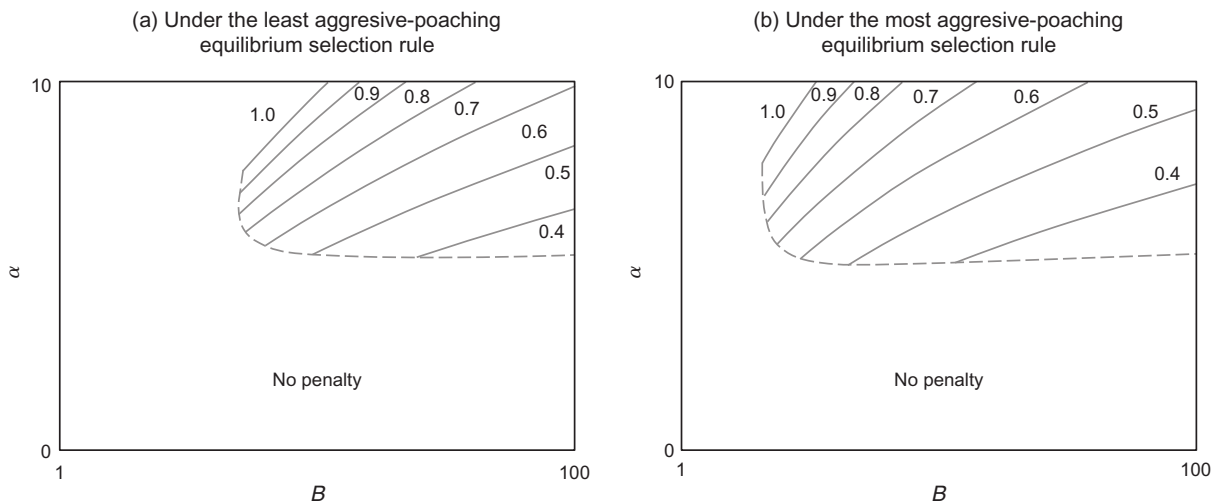 (a) Under the least aggresive-poaching
equilibrium selection rule
10
1.0
0.9
0.8
0.7
0.6
0.5
0.4
α
No penalty
0
1
100
B
(b) Under the most aggresive-poaching
equilibrium selection rule
10
1.0
0.9
0.8
0.7
0.6
0.5
0.4
α
No penalty
0
1
100
B